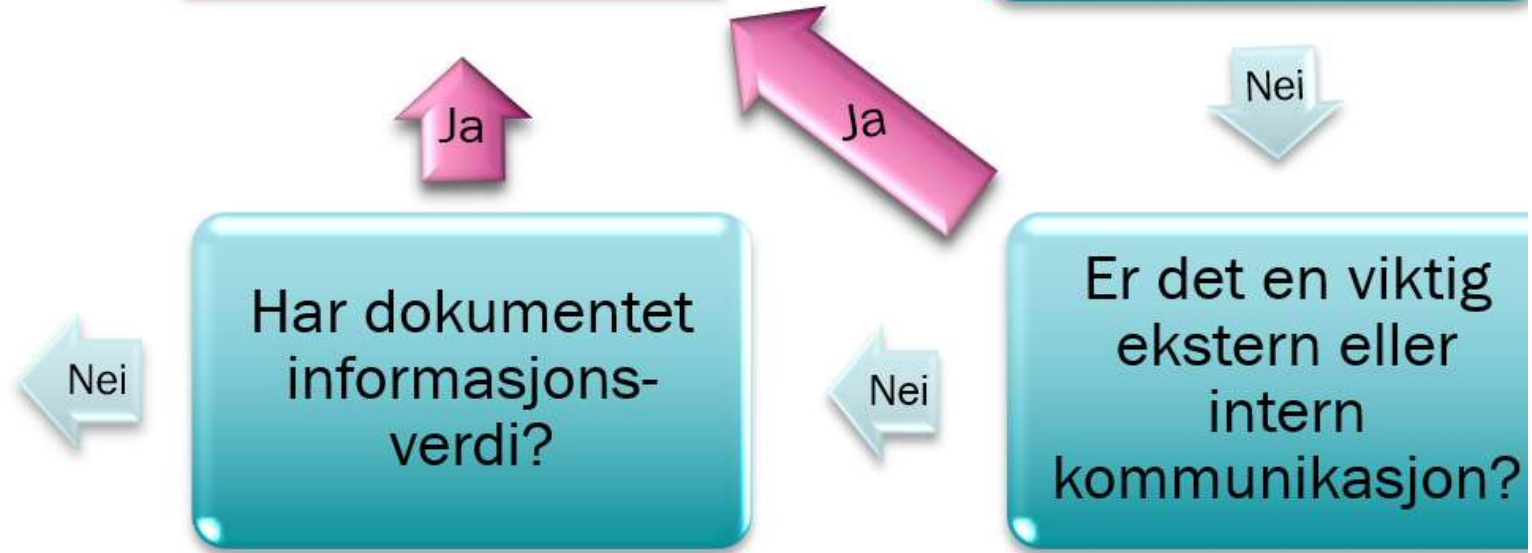 Ja
Ja
Nei
Nei
Har dokumentet
informasjons-
verdi?
Nei
Er det en viktig
ekstern eller
intern
kommunikasjon?